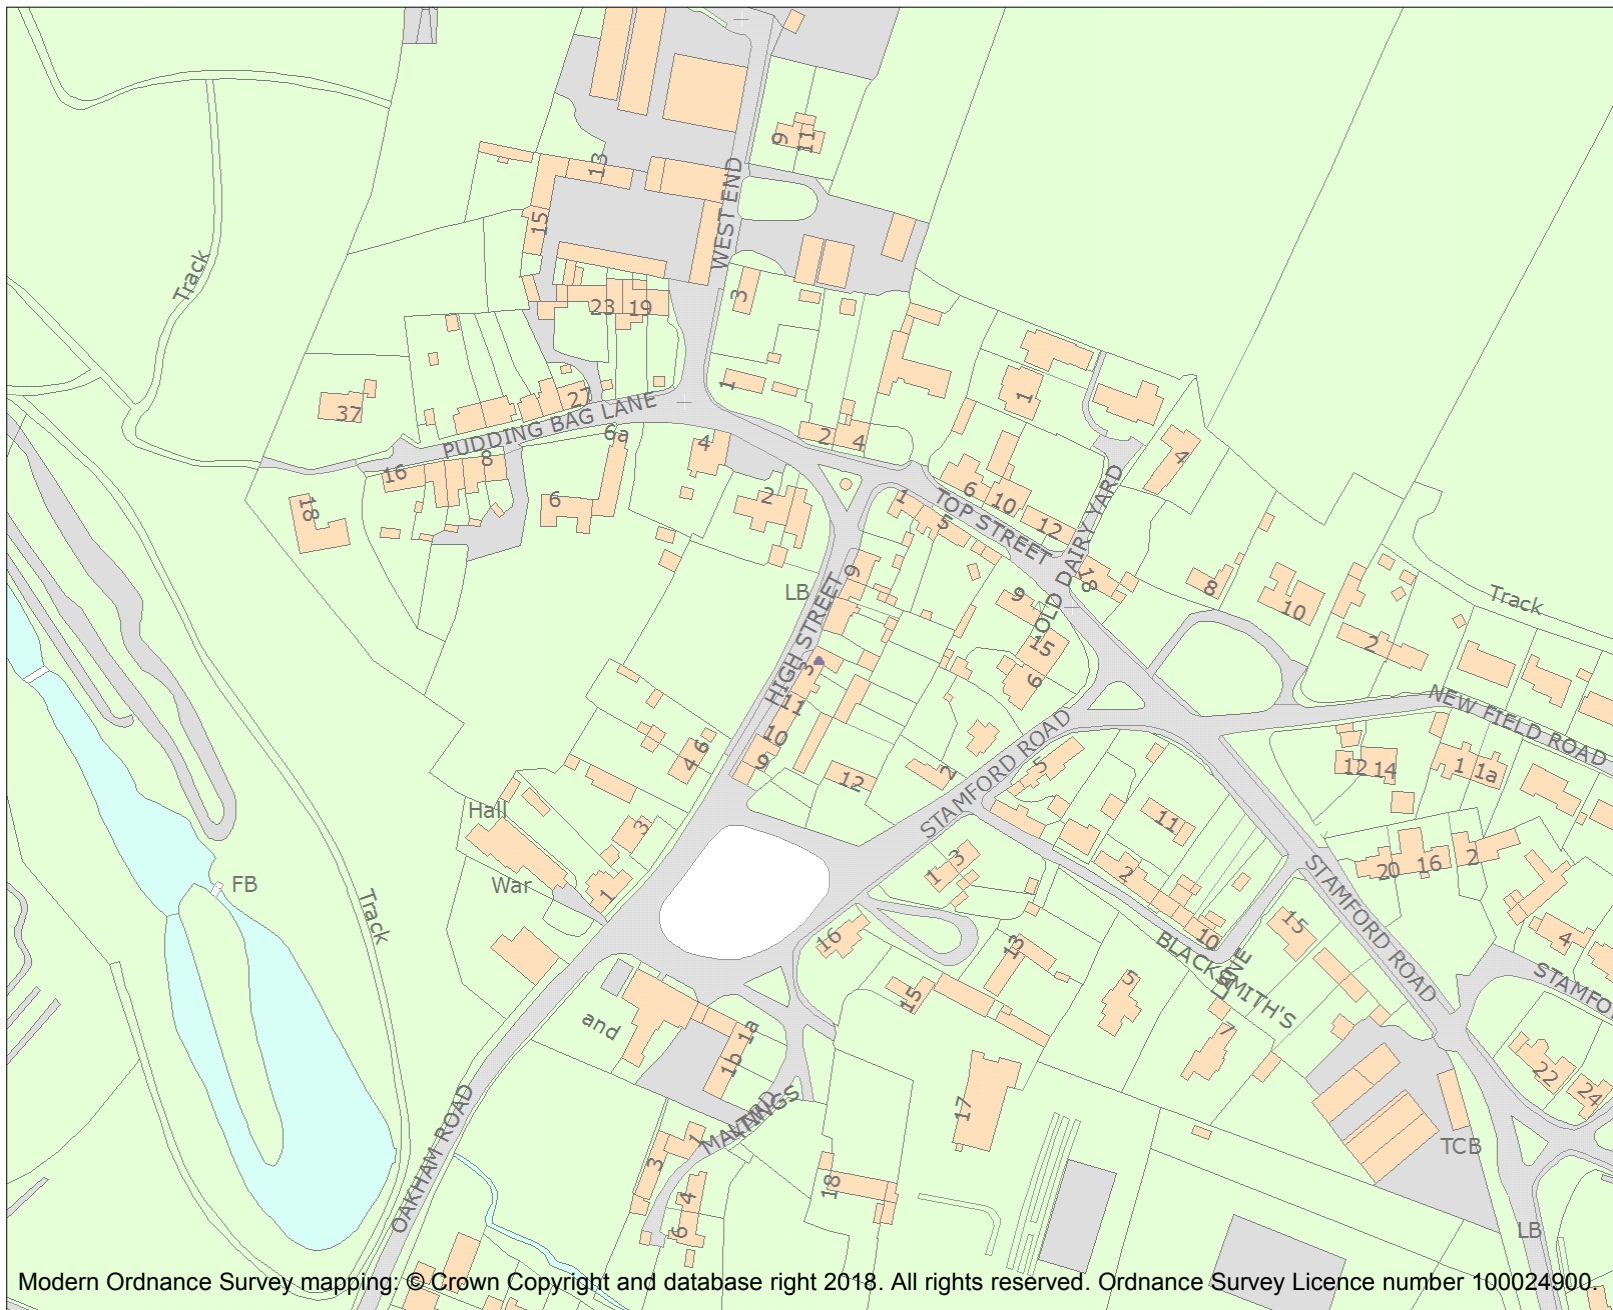 9
11
WEST END
13
15
Track
3
23
19
1
27
37
PUDDING BAG LANE
6a
4
2
4
1
4
16
8
18
6
2
1
5
6
10
12
TOP STREET
OLD DAIRY YARD
18
9
15
6
8
10
Track
2
LB
9
HIGH STREET
3
11
10
9
12
4
6
3
1
Hall
War
FB
Track
2
5
STAMFORD ROAD
NEW FIELD ROAD
12
14
1
1a
11
1
3
2
10
20
16
2
4
15
STAMFORD ROAD
STAMFO
BLACKSMITH'S
LANE
16
13
15
5
7
and
1a
1b
17
22
24
TCB
MALTINGS
YARD
1
3
4
6
18
OAKHAM ROAD
LB
Modern Ordnance Survey mapping: © Crown Copyright and database right 2018. All rights reserved. Ordnance Survey Licence number 100024900.